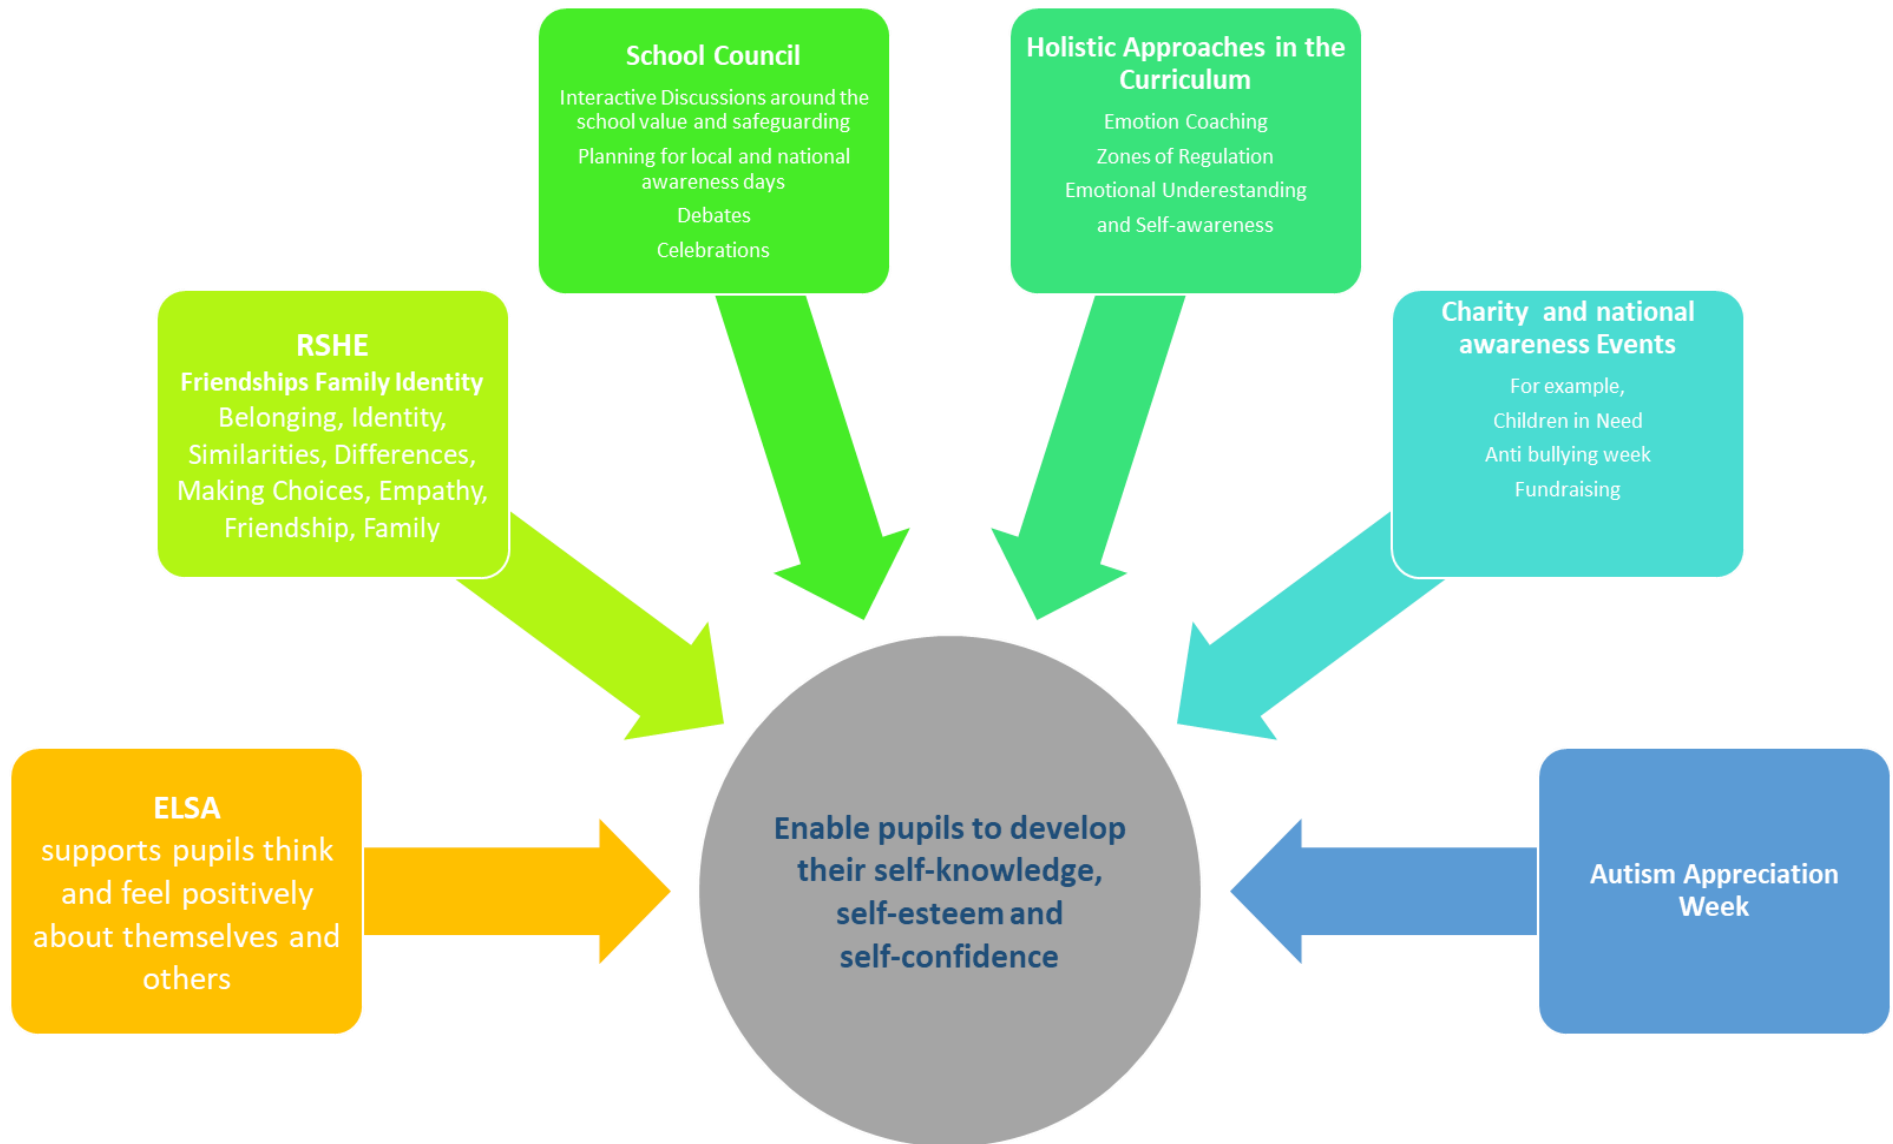 School Council
Interactive Discussions around the
school value and safeguarding
Planning for local and national
awareness days
Debates
Celebrations
Holistic Approaches in the
Curriculum
Emotion Coaching
Zones of Regulation
Emotional Underestanding
and Self-awareness
RSHE
Friendships Family Identity
Belonging, Identity,
Similarities, Differences,
Making Choices, Empathy,
Friendship, Family
Charity and national
awareness Events
For example,
Children in Need
Anti bullying week
Fundraising
ELSA
supports pupils think
and feel positively
about themselves and
others
Enable pupils to develop
their self-knowledge,
self-esteem and
self-confidence
Autism Appreciation
Week